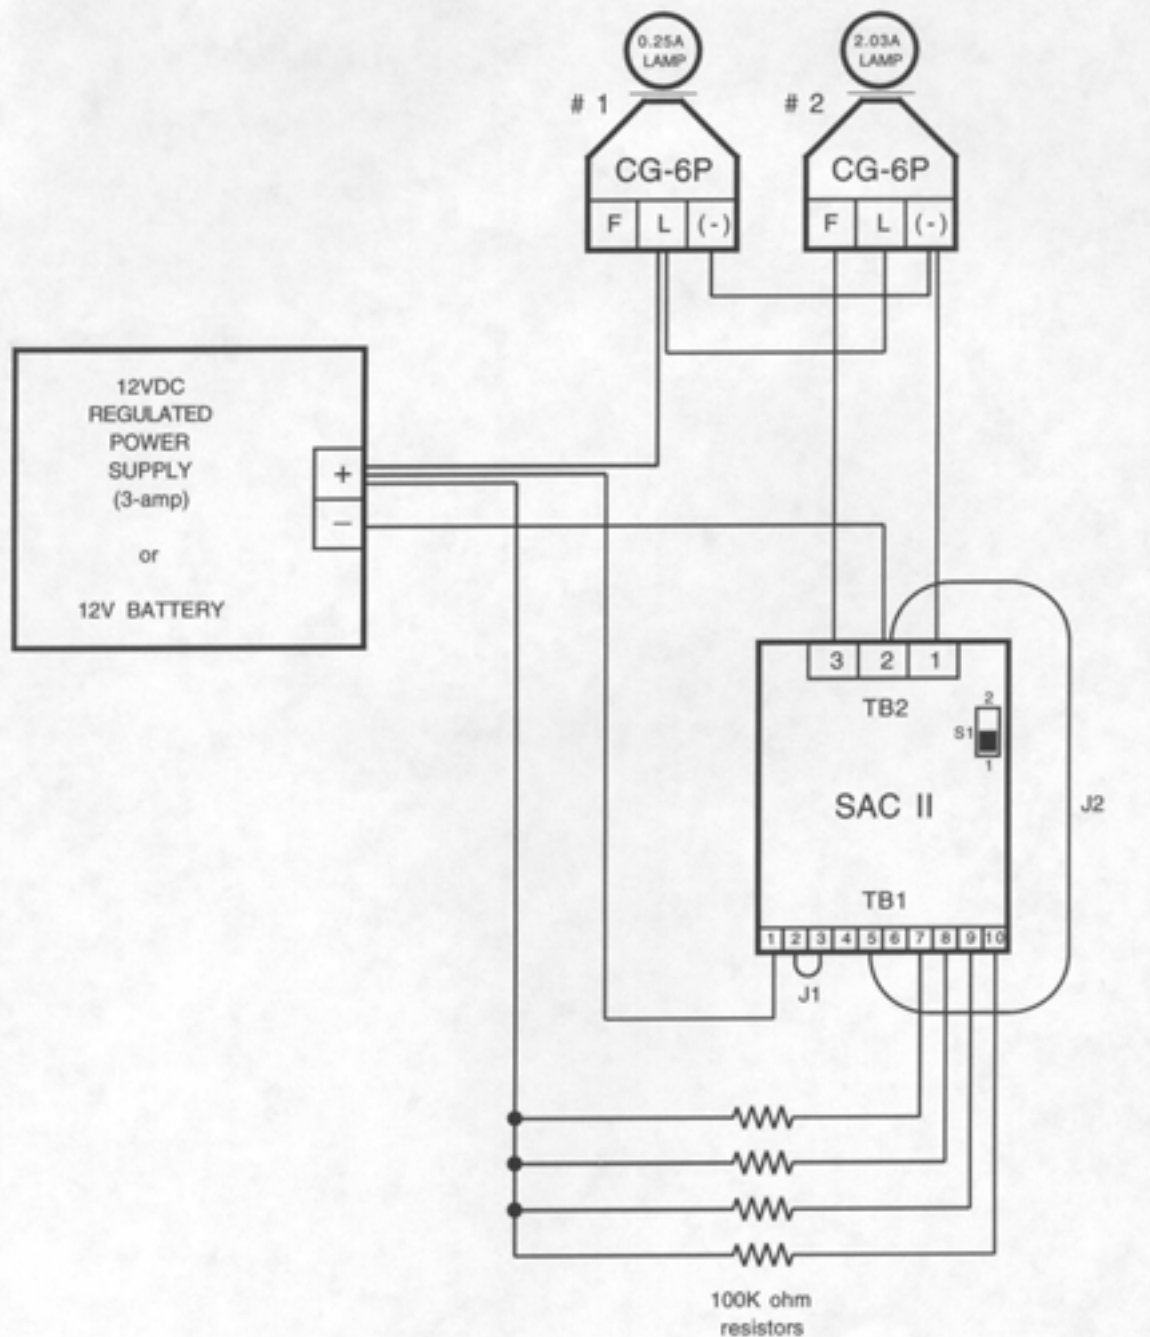 0.25A
LAMP
2.03A
LAMP
# 1
# 2
CG-6P
CG-6P
F L (-)
F L (-)
12VDC
REGULATED
POWER
SUPPLY
(3-amp)
or
12V BATTERY
+
–
3 2 1
TB2
2
S1
1
SAC II
J2
TB1
1 2 3 4 5 6 7 8 9 10
J1
100K ohm
resistors